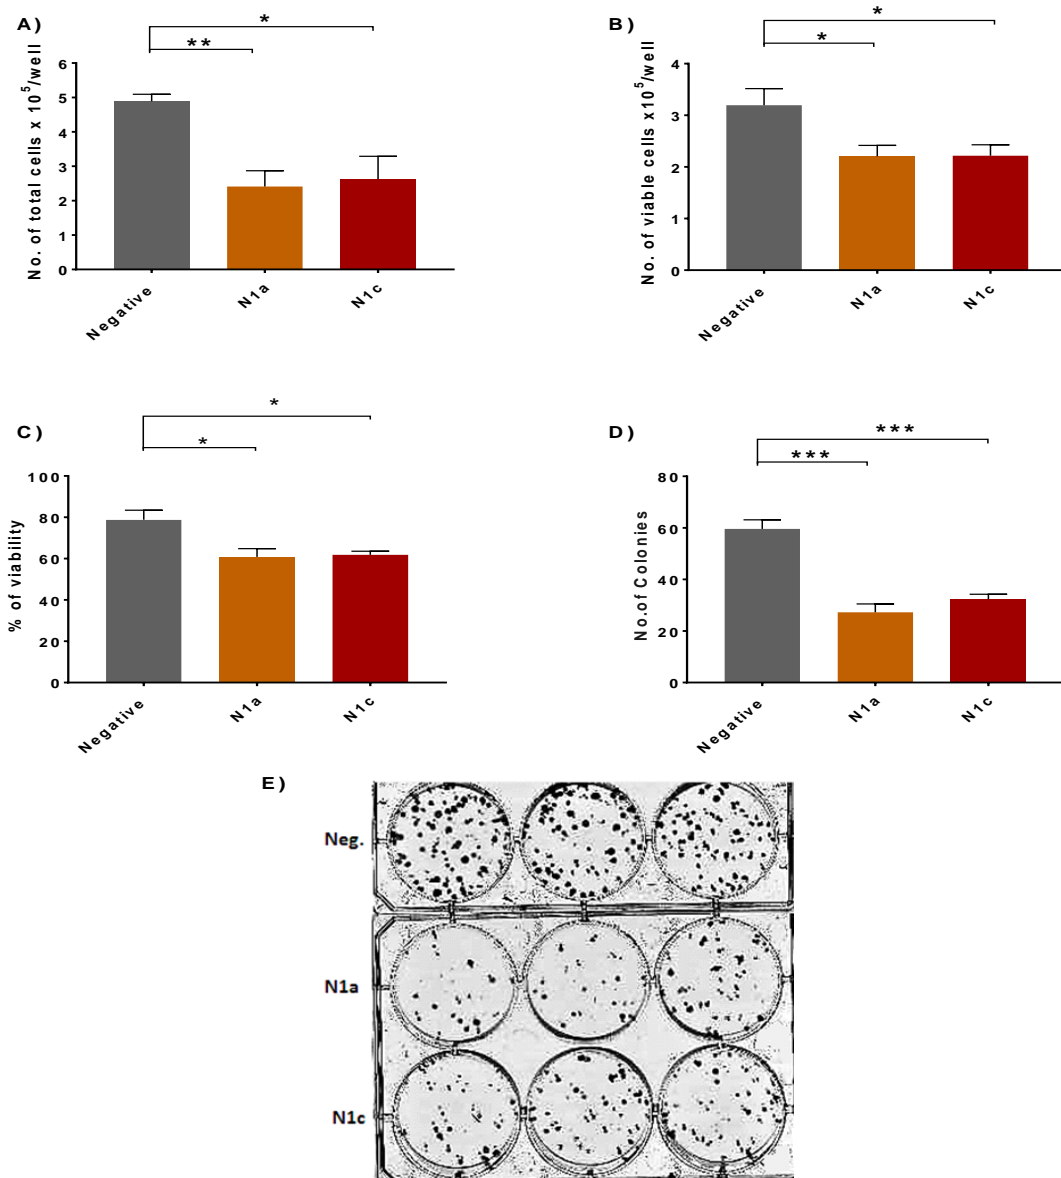 A)
*
**
No. of total cells x 10⁵/well
6
5
4
3
2
1
0
Negative
N1a
N1c
B)
*
*
No. of viable cells x10⁵/well
4
3
2
1
0
Negative
N1a
N1c
C)
*
*
% of viability
100
80
60
40
20
0
Negative
N1a
N1c
D)
***
***
No.of Colonies
80
60
40
20
0
Negative
N1a
N1c
E)
Neg.
N1a
N1c